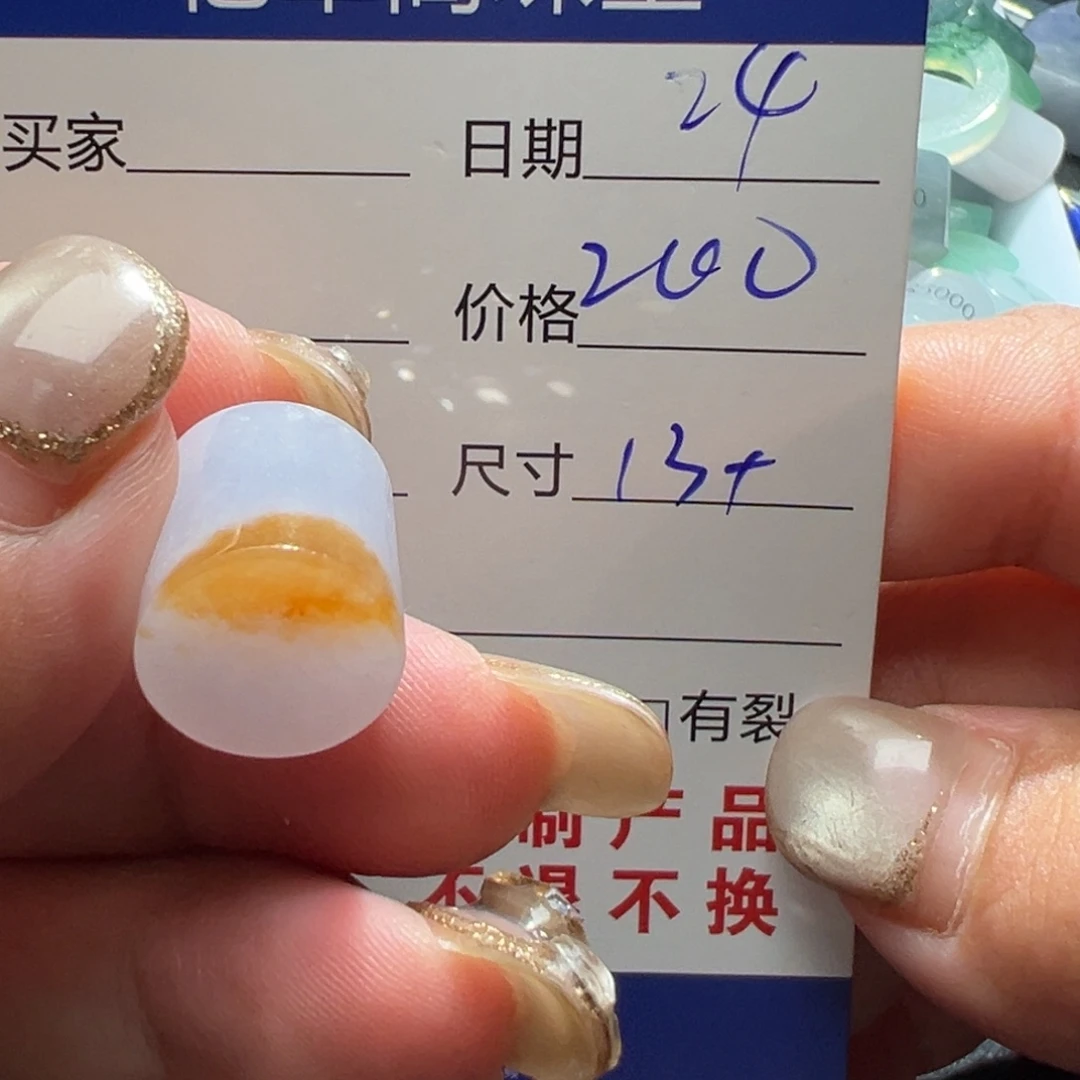 买家 日期 24
价格 200
尺寸 13+
有裂
产品
不退不换